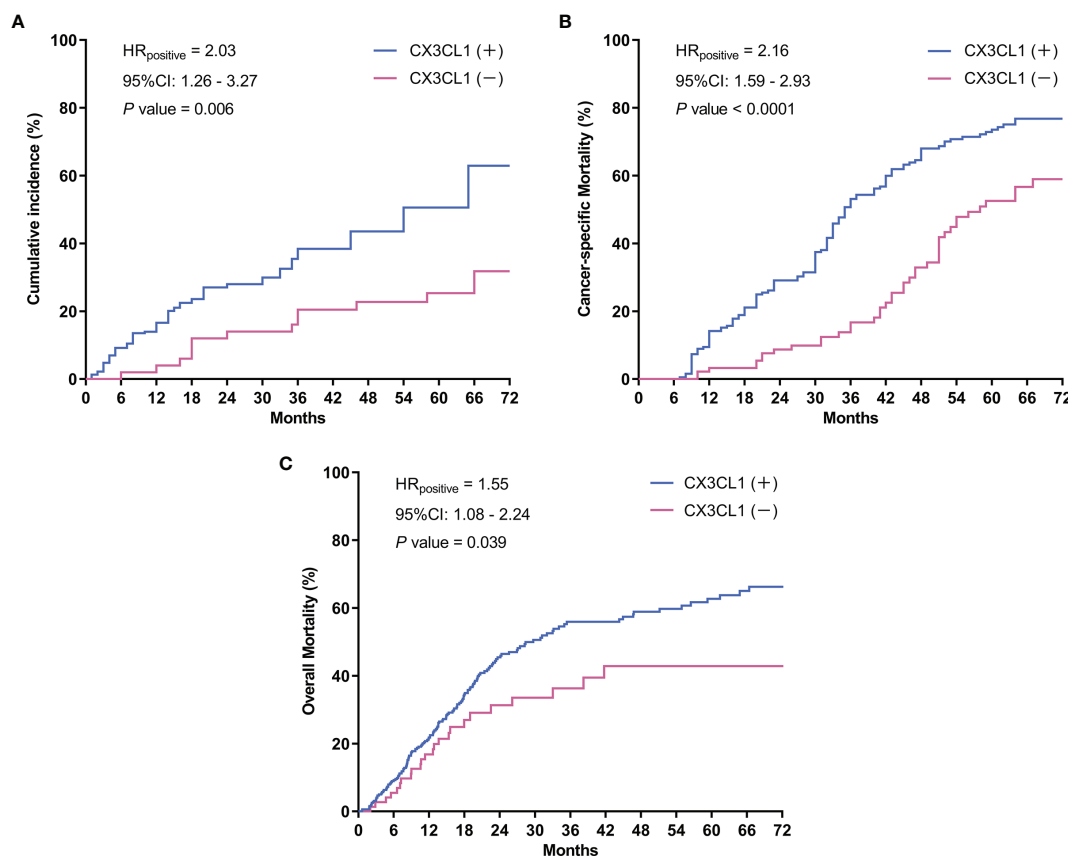 A
HRpositive = 2.03
95%CI: 1.26 - 3.27
P value = 0.006
CX3CL1 (+)
CX3CL1 (−)
Cumulative incidence (%)
100
80
60
40
20
0
0 6 12 18 24 30 36 42 48 54 60 66 72
Months
B
HRpositive = 2.16
95%CI: 1.59 - 2.93
P value < 0.0001
CX3CL1 (+)
CX3CL1 (−)
Cancer-specific Mortality (%)
100
80
60
40
20
0
0 6 12 18 24 30 36 42 48 54 60 66 72
Months
C
HRpositive = 1.55
95%CI: 1.08 - 2.24
P value = 0.039
CX3CL1 (+)
CX3CL1 (−)
Overall Mortality (%)
100
80
60
40
20
0
0 6 12 18 24 30 36 42 48 54 60 66 72
Months